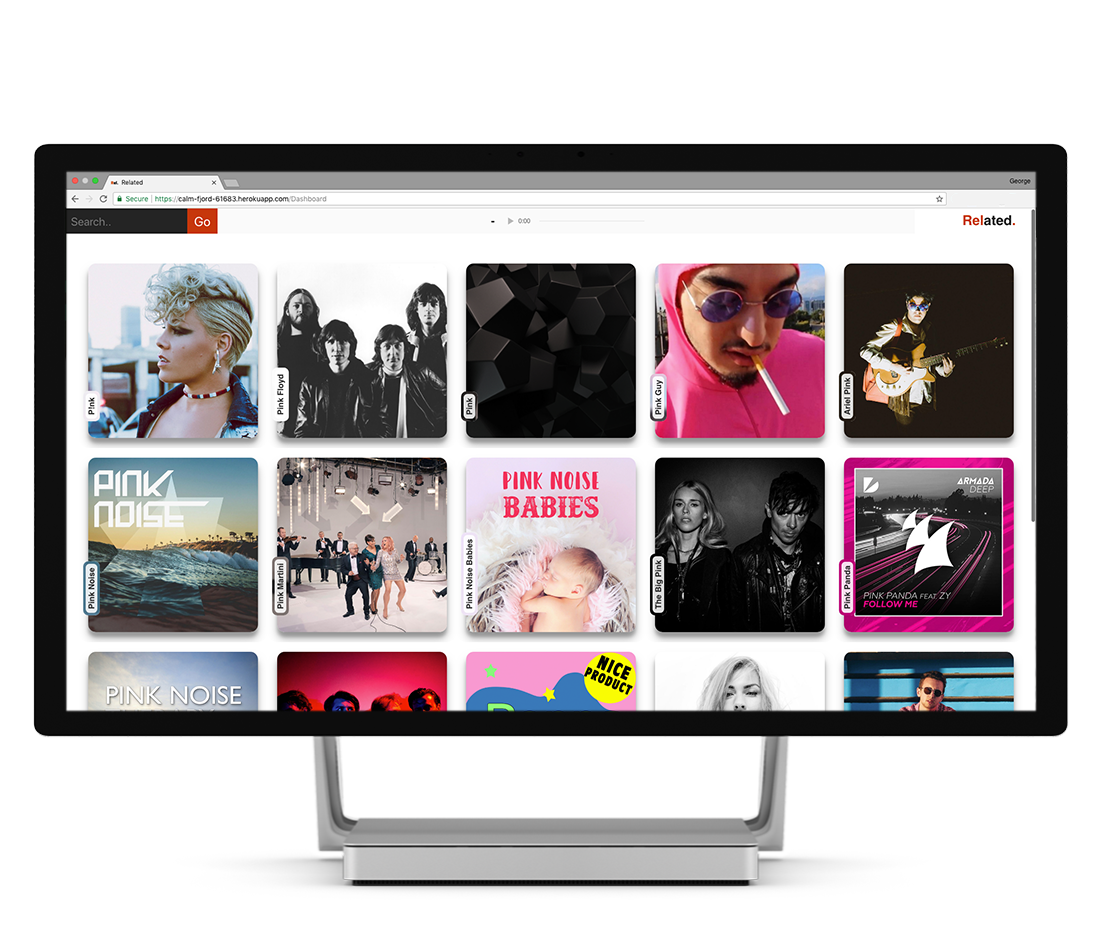 Rel. Related
George
Secure https://calm-fjord-61683.herokuapp.com/Dashboard
Search..
Go
- 0:00
Related.
P!nk
Pink Floyd
Pink
Pink Guy
Ariel Pink
PINK
NOISE
Pink Noise
Pink Martini
PINK NOISE
BABIES
Pink Noise Babies
The Big Pink
ARMADA
DEEP
PINK PANDA FEAT. ZY
FOLLOW ME
Pink Panda
PINK NOISE
NICE
PRODUCT